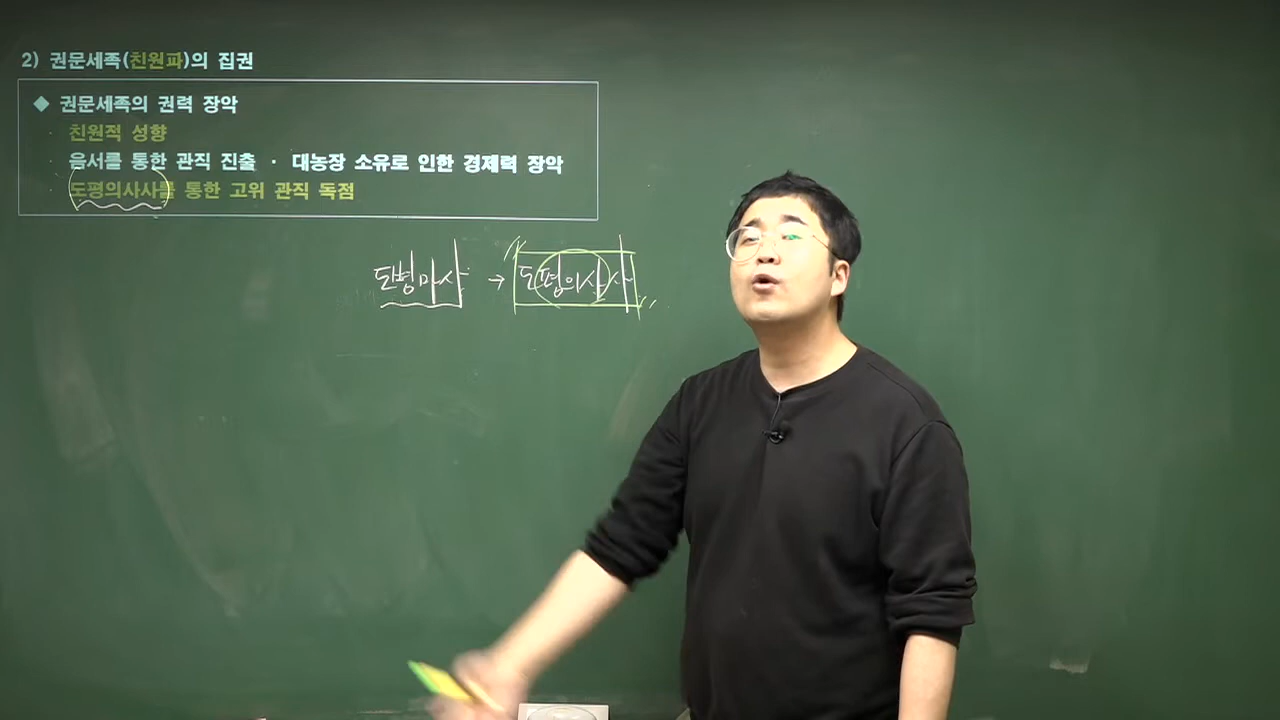 2) 권문세족(친원파)의 집권
◆ 권문세족의 권력 장악
· 친원적 성향
· 음서를 통한 관직 진출 · 대농장 소유로 인한 경제력 장악
· 도평의사사를 통한 고위 관직 독점
도병마사 → "도평의사사"